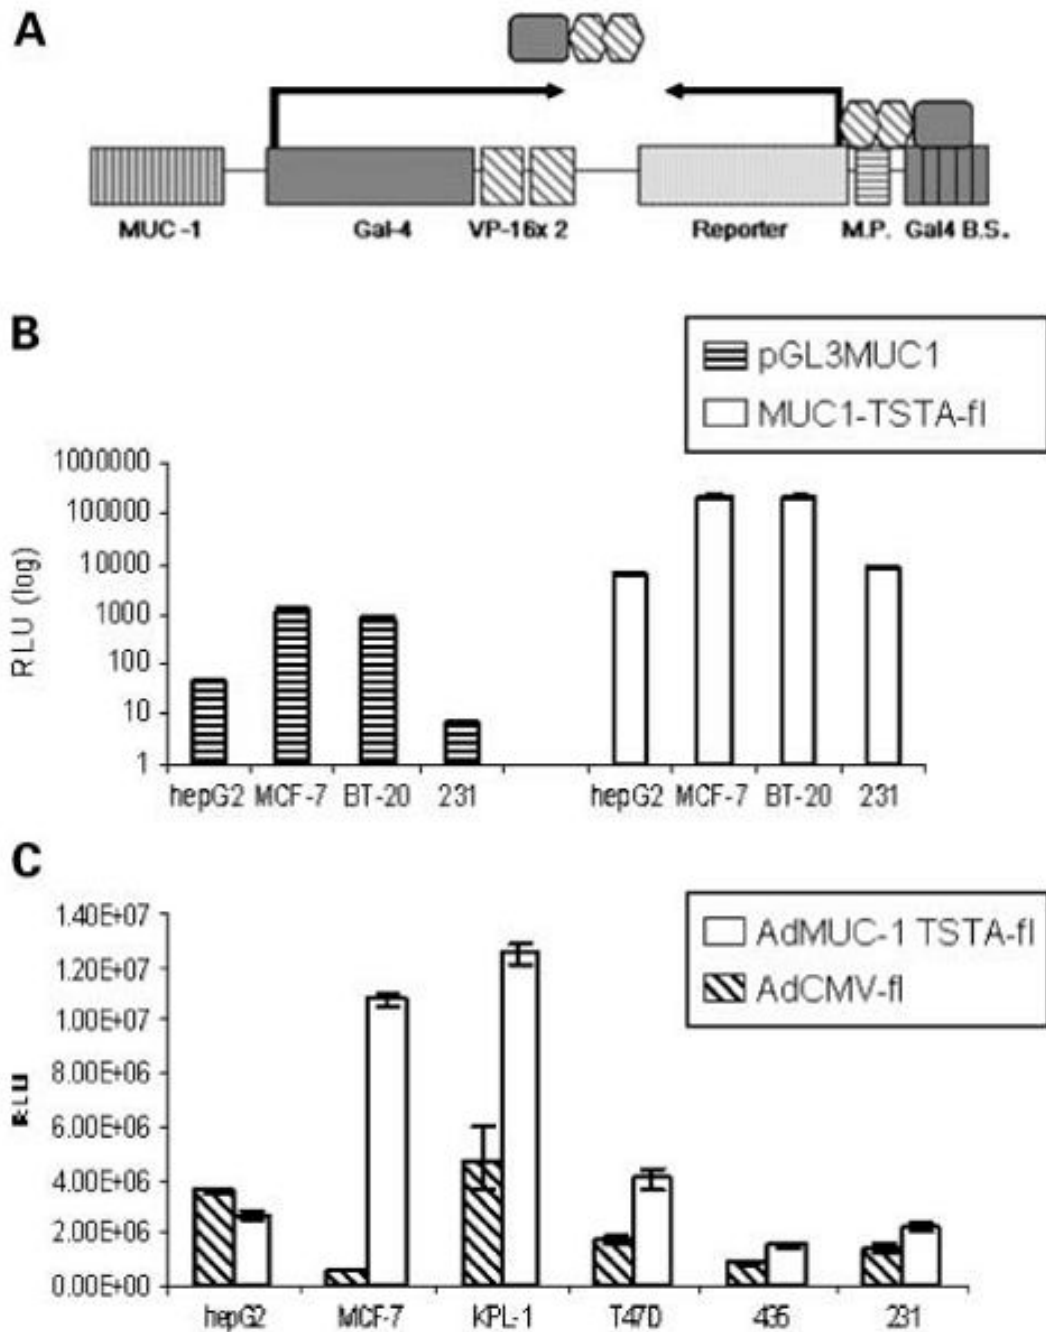 A
MUC-1 Gal-4 VP-16x 2 Reporter M.P. Gal4 B.S.
B
pGL3MUC1
MUC1-TSTA-fl
RLU (log)
1000000
100000
10000
1000
100
10
1
hepG2 MCF-7 BT-20 231 hepG2 MCF-7 BT-20 231
C
AdMUC-1 TSTA-fl
AdCMV-fl
RLU
1.40E+07
1.20E+07
1.00E+07
8.00E+06
6.00E+06
4.00E+06
2.00E+06
0.00E+00
hepG2 MCF-7 KPL-1 T47D 435 231